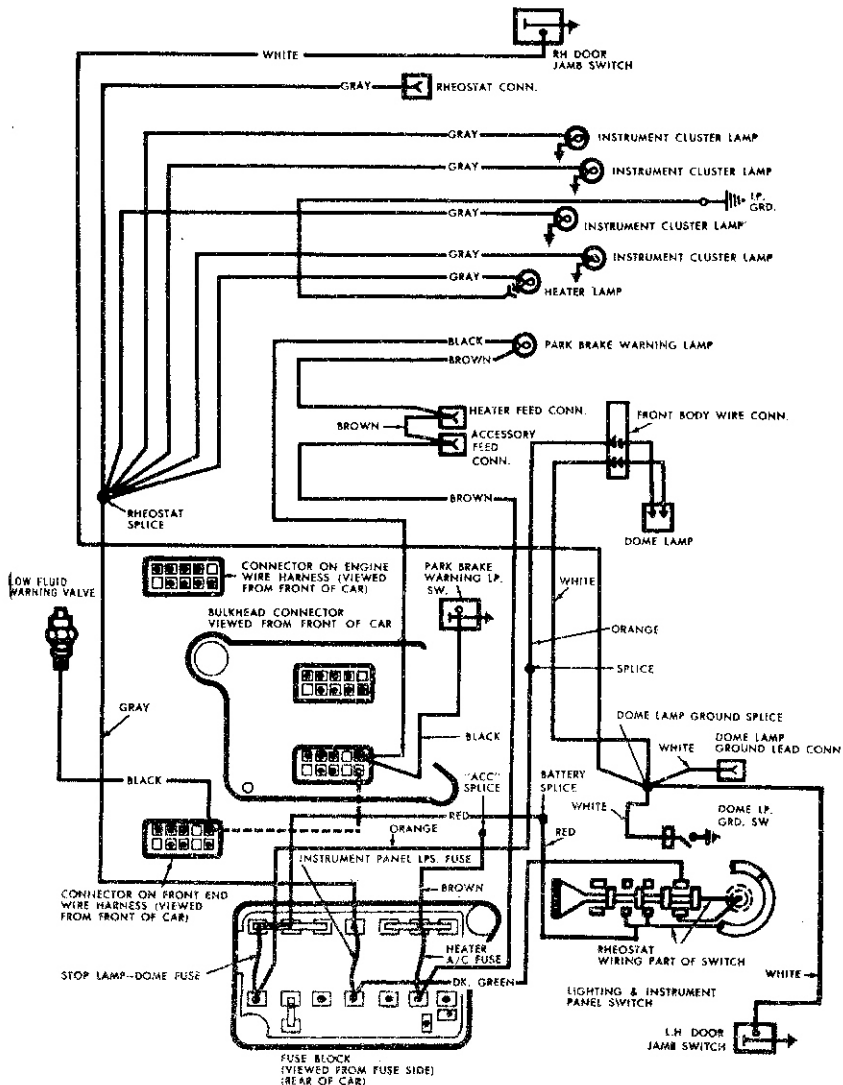 WHITE
RH DOOR
JAMB SWITCH
GRAY
RHEOSTAT CONN.
GRAY
INSTRUMENT CLUSTER LAMP
GRAY
INSTRUMENT CLUSTER LAMP
I.P.
GRD.
GRAY
INSTRUMENT CLUSTER LAMP
GRAY
INSTRUMENT CLUSTER LAMP
GRAY
HEATER LAMP
BLACK
PARK BRAKE WARNING LAMP
BROWN
HEATER FEED CONN.
FRONT BODY WIRE CONN.
BROWN
ACCESSORY
FEED
CONN.
BROWN
RHEOSTAT
SPLICE
DOME LAMP
CONNECTOR ON ENGINE
WIRE HARNESS (VIEWED
FROM FRONT OF CAR)
PARK BRAKE
WARNING LP.
SW.
LOW FLUID
WARNING VALVE
WHITE
BULKHEAD CONNECTOR
VIEWED FROM FRONT OF CAR
ORANGE
SPLICE
GRAY
DOME LAMP GROUND SPLICE
BLACK
WHITE
DOME LAMP
GROUND LEAD CONN
BLACK
"ACC"
SPLICE
BATTERY
SPLICE
WHITE
DOME LP.
GRD. SW
RED
ORANGE
RED
INSTRUMENT PANEL LPS. FUSE
CONNECTOR ON FRONT END
WIRE HARNESS (VIEWED
FROM FRONT OF CAR)
BROWN
HEATER
A/C FUSE
RHEOSTAT
WIRING PART OF SWITCH
STOP LAMP-DOME FUSE
DK. GREEN
WHITE
LIGHTING & INSTRUMENT
PANEL SWITCH
L.H DOOR
JAMB SWITCH
FUSE BLOCK
(VIEWED FROM FUSE SIDE)
(REAR OF CAR)